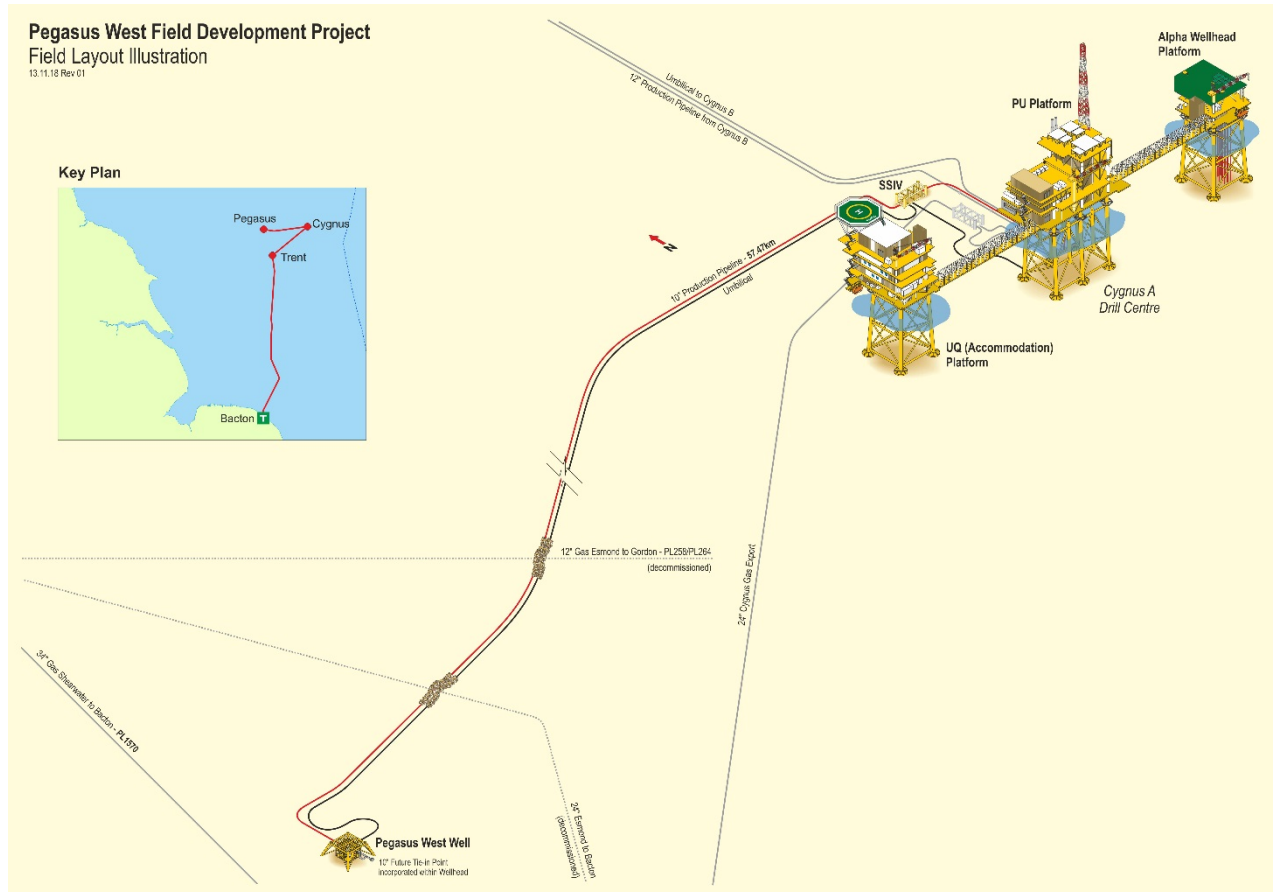 Pegasus West Field Development Project
Field Layout Illustration
13.11.18 Rev 01
Key Plan
Pegasus
Cygnus
Trent
Bacton
T
Umbilical to Cygnus B
12" Production Pipeline from Cygnus B
Alpha Wellhead
Platform
PU Platform
SSIV
H
N
10" Production Pipeline - 57.47km
Umbilical
Cygnus A
Drill Centre
UQ (Accommodation)
Platform
12" Gas Esmond to Gordon - PL258/PL264
(decommissioned)
24" Cygnus Gas Export
34" Gas Shearwater to Bacton - PL1570
24" Esmond to Bacton
(decommissioned)
Pegasus West Well
10" Future Tie-in Point
incorporated within Wellhead